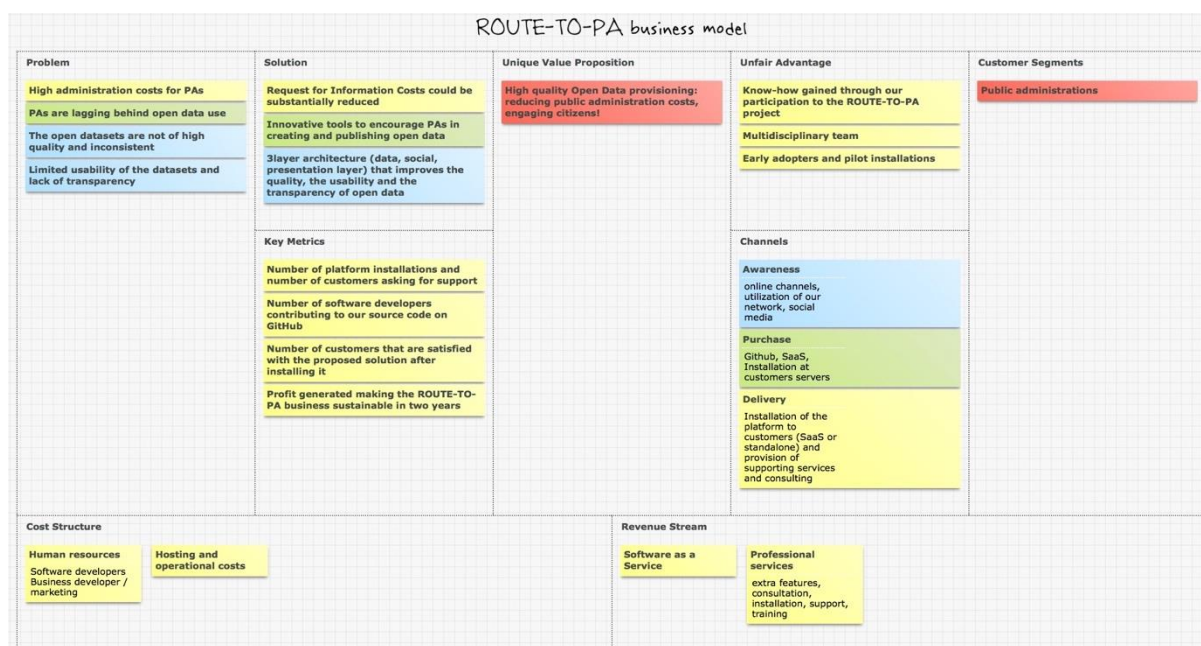 ROUTE-TO-PA business model
Problem
High administration costs for PAs
PAs are lagging behind open data use
The open datasets are not of high
quality and inconsistent
Limited usability of the datasets and
lack of transparency
Solution
Request for Information Costs could be
substantially reduced
Innovative tools to encourage PAs in
creating and publishing open data
3layer architecture (data, social,
presentation layer) that improves the
quality, the usability and the
transparency of open data
Key Metrics
Number of platform installations and
number of customers asking for support
Number of software developers
contributing to our source code on
GitHub
Number of customers that are satisfied
with the proposed solution after
installing it
Profit generated making the ROUTE-TO-
PA business sustainable in two years
Unique Value Proposition
High quality Open Data provisioning:
reducing public administration costs,
engaging citizens!
Unfair Advantage
Know-how gained through our
participation to the ROUTE-TO-PA
project
Multidisciplinary team
Early adopters and pilot installations
Channels
Awareness
online channels,
utilization of our
network, social
media
Purchase
Github, SaaS,
Installation at
customers servers
Delivery
Installation of the
platform to
customers (SaaS or
standalone) and
provision of
supporting services
and consulting
Customer Segments
Public administrations
Cost Structure
Human resources
Software developers
Business developer /
marketing
Hosting and
operational costs
Revenue Stream
Software as a
Service
Professional
services
extra features,
consultation,
installation, support,
training